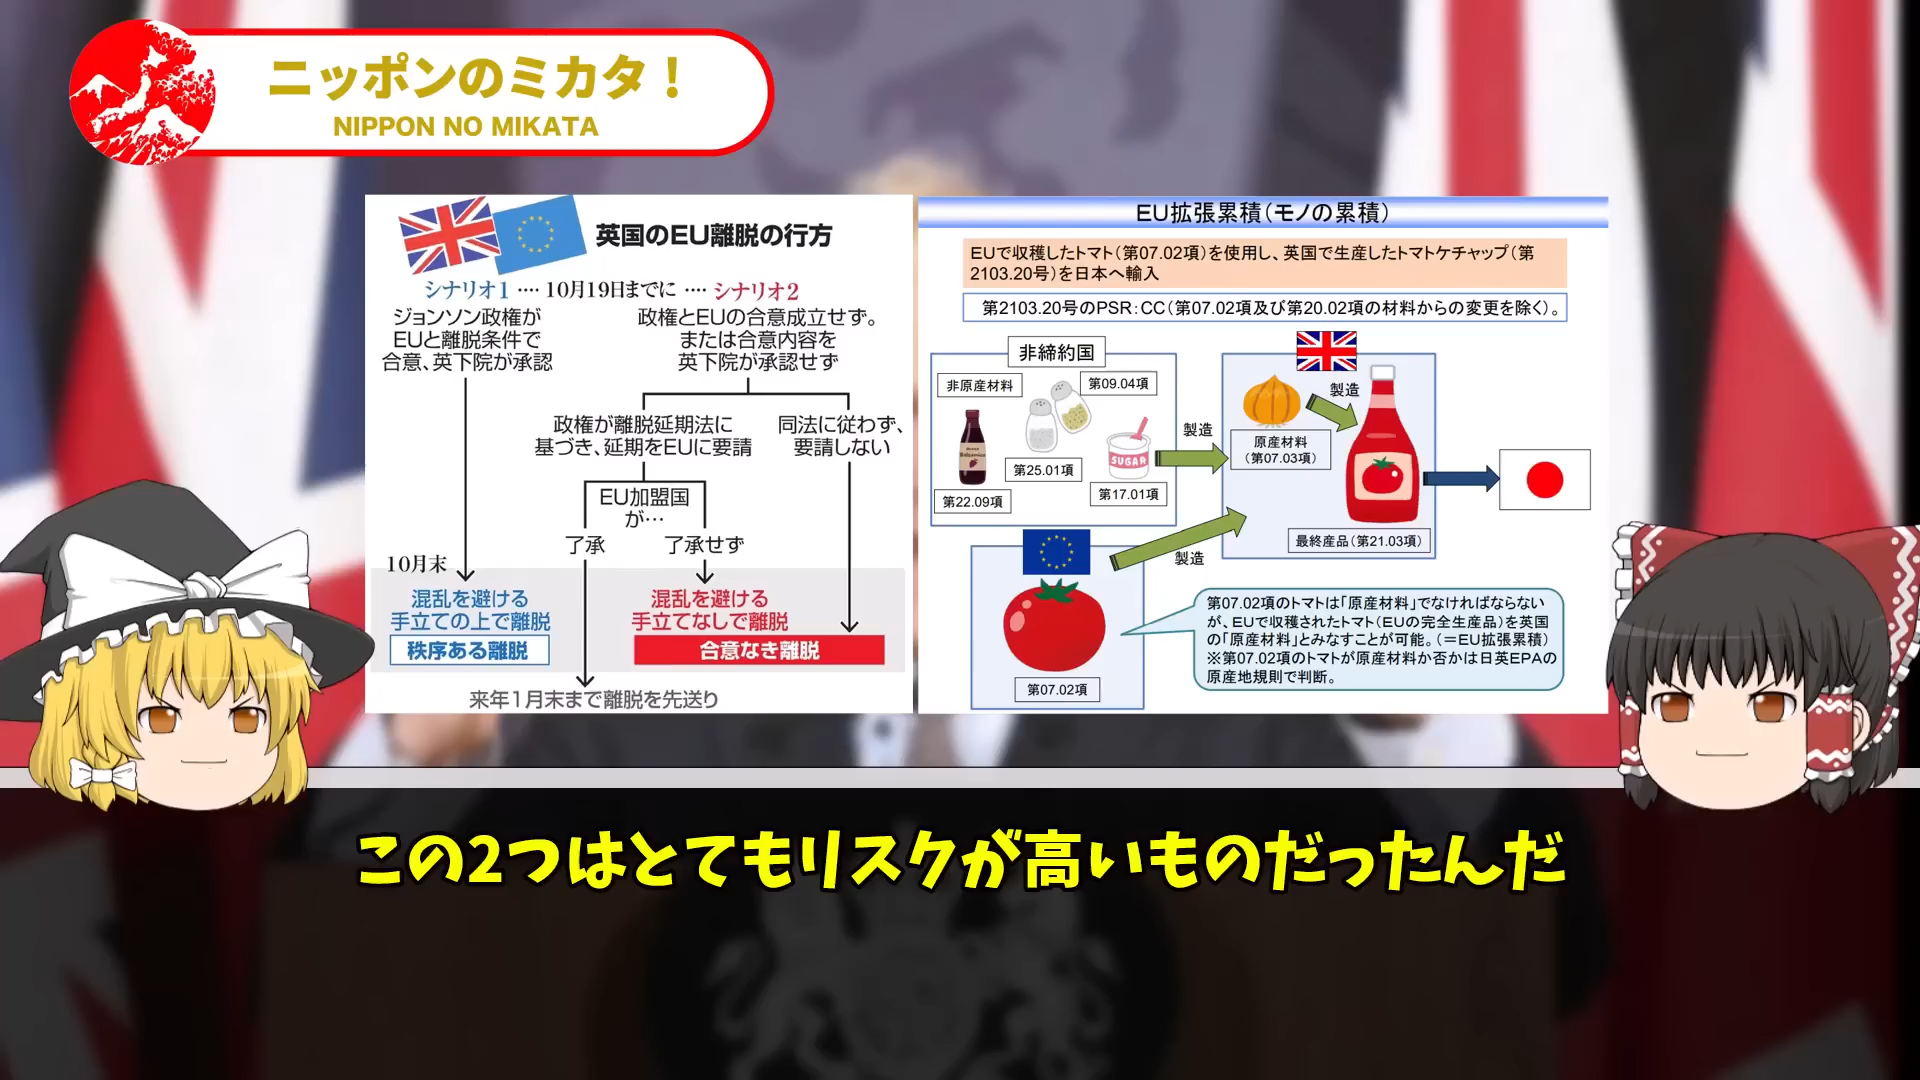 ニッポンのミカタ！
NIPPON NO MIKATA
英国のEU離脱の行方
シナリオ1 ‥‥ 10月19日までに ‥‥ シナリオ2
ジョンソン政権が
EUと離脱条件で
合意、英下院が承認
政権とEUの合意成立せず。
または合意内容を
英下院が承認せず
政権が離脱延期法に
基づき、延期をEUに要請
同法に従わず、
要請しない
EU加盟国
が…
了承
了承せず
10月末
混乱を避ける
手立ての上で離脱
秩序ある離脱
混乱を避ける
手立てなしで離脱
合意なき離脱
来年1月末まで離脱を先送り
EU拡張累積（モノの累積）
EUで収穫したトマト（第07.02項）を使用し、英国で生産したトマトケチャップ（第
2103.20号）を日本へ輸入
第2103.20号のPSR：CC（第07.02項及び第20.02項の材料からの変更を除く）。
非締約国
非原産材料
第09.04項
第25.01項
SUGAR
第22.09項
第17.01項
製造
製造
原産材料
（第07.03項）
最終産品（第21.03項）
製造
第07.02項
第07.02項のトマトは「原産材料」でなければならない
が、EUで収穫されたトマト（EUの完全生産品）を英国
の「原産材料」とみなすことが可能。（＝EU拡張累積）
※第07.02項のトマトが原産材料か否かは日英EPAの
原産地規則で判断。
この2つはとてもリスクが高いものだったんだ